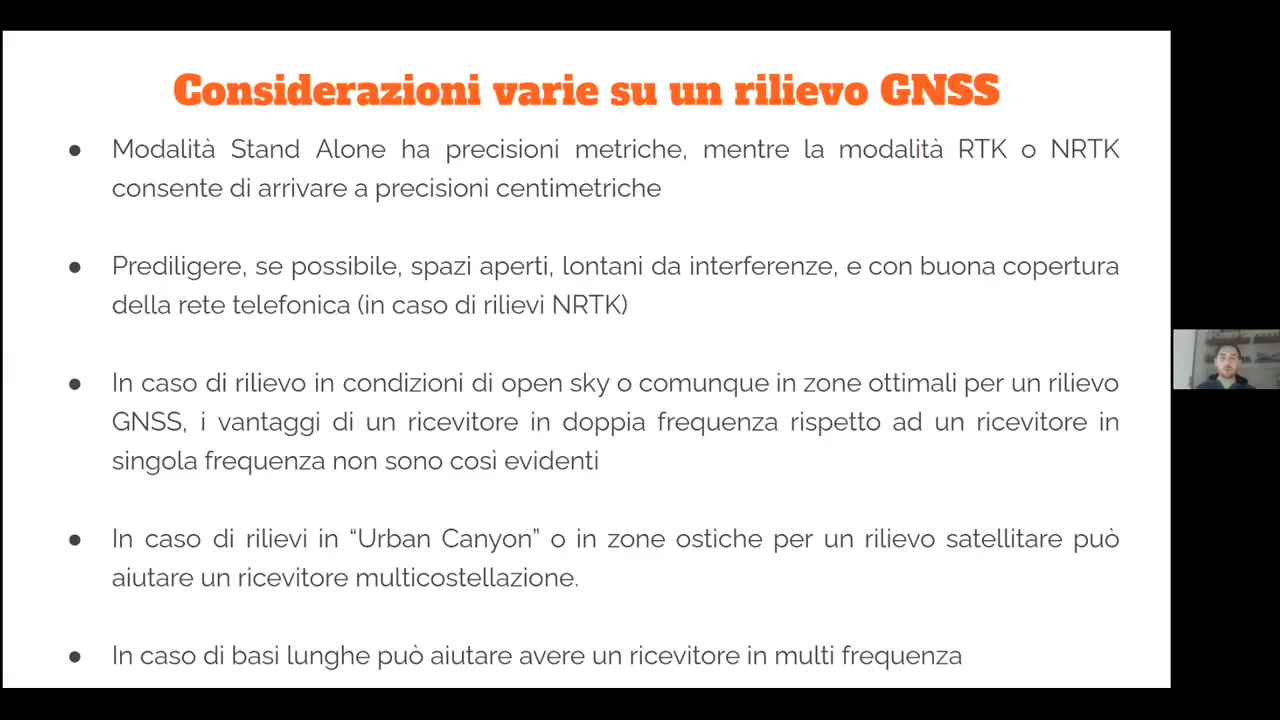 Considerazioni varie su un rilievo GNSS
● Modalità Stand Alone ha precisioni metriche, mentre la modalità RTK o NRTK
consente di arrivare a precisioni centimetriche
● Prediligere, se possibile, spazi aperti, lontani da interferenze, e con buona copertura
della rete telefonica (in caso di rilievi NRTK)
● In caso di rilievo in condizioni di open sky o comunque in zone ottimali per un rilievo
GNSS, i vantaggi di un ricevitore in doppia frequenza rispetto ad un ricevitore in
singola frequenza non sono così evidenti
● In caso di rilievi in “Urban Canyon” o in zone ostiche per un rilievo satellitare può
aiutare un ricevitore multicostellazione.
● In caso di basi lunghe può aiutare avere un ricevitore in multi frequenza